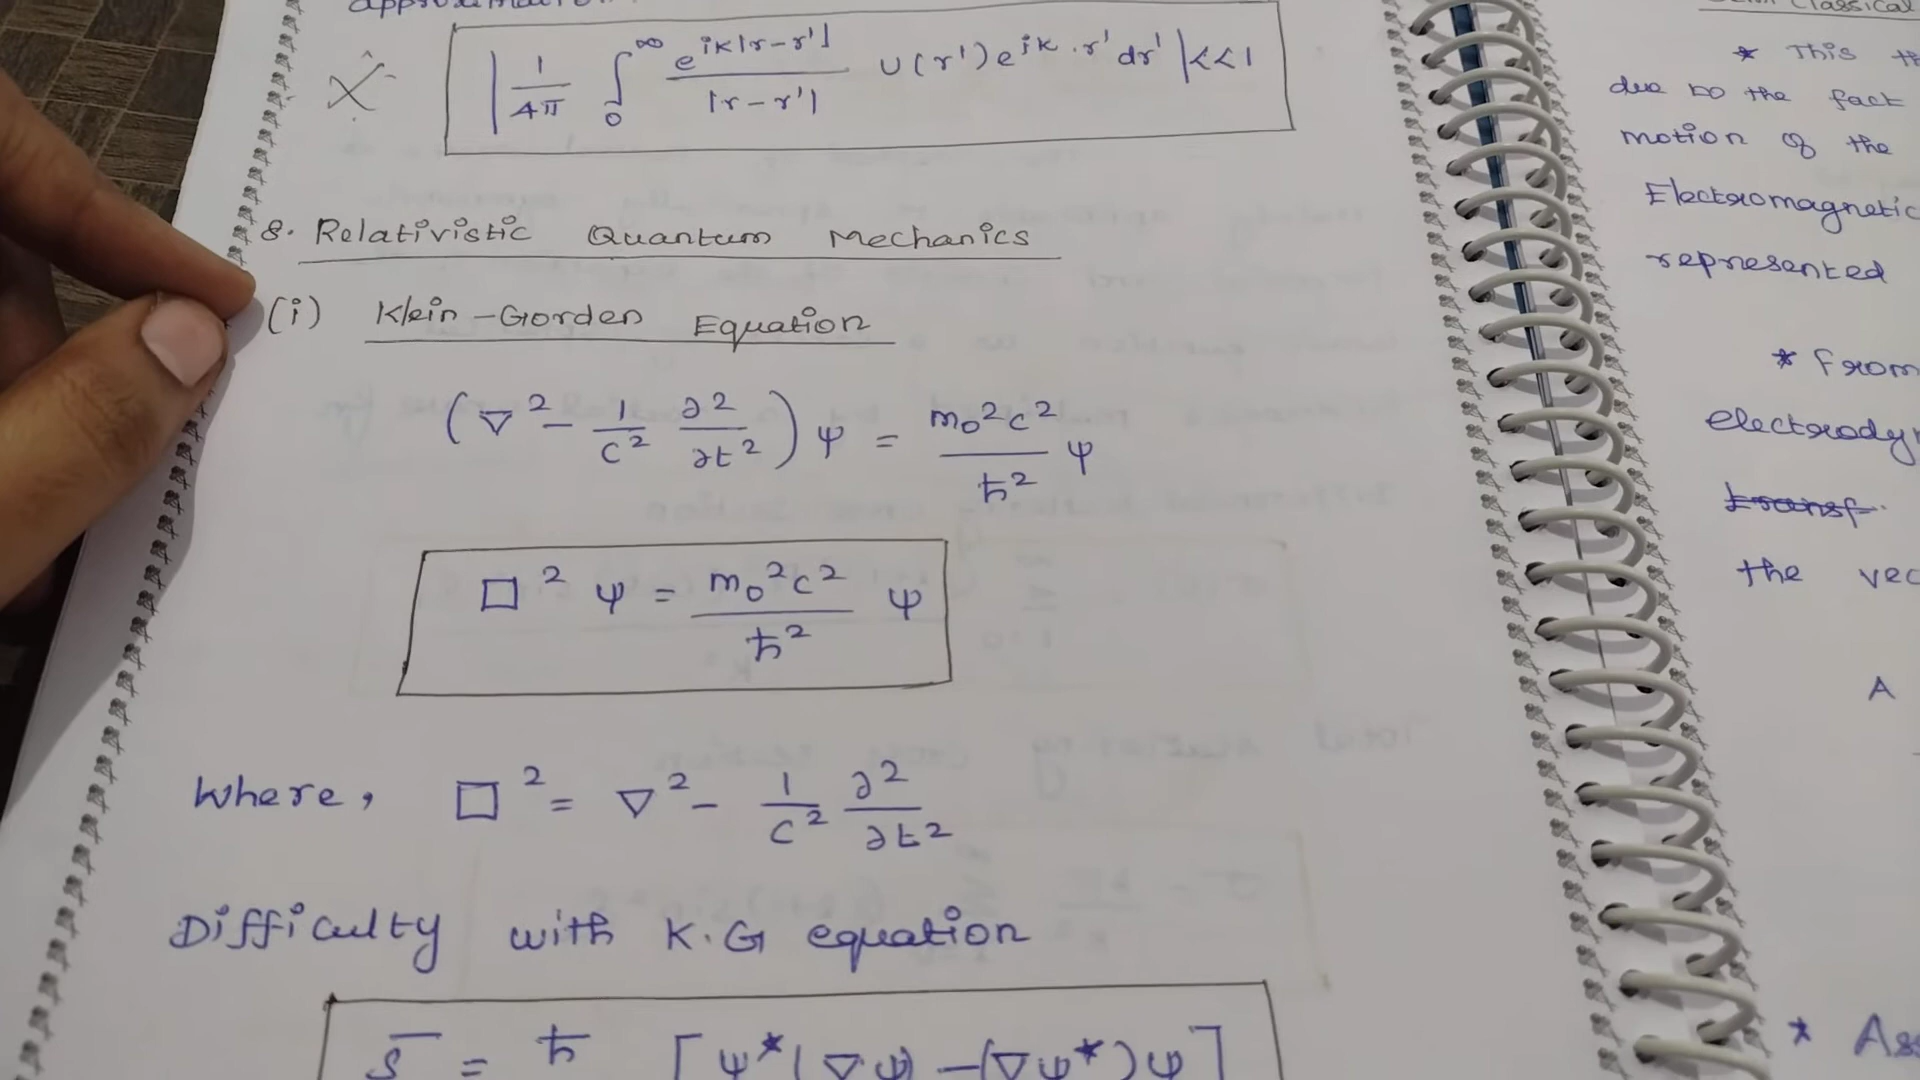 |1/4π ∫₀^∞ e^{ik|r-r'|}/|r-r'| U(r') e^{ik.r'} dr'| <<1
8. Relativistic Quantum Mechanics
(i) Klein-Gorden Equation
(∇² - 1/c² ∂²/∂t²) ψ = m₀²c²/ħ² ψ
□² ψ = m₀²c²/ħ² ψ
Where, □² = ∇² - 1/c² ∂²/∂t²
Difficulty with K.G equation
= ħ [ψ*(∇ψ) - (∇ψ*)ψ]
Classical
* This
due to the fact
motion of the
Electromagnetic
represented
* From
the
A
*